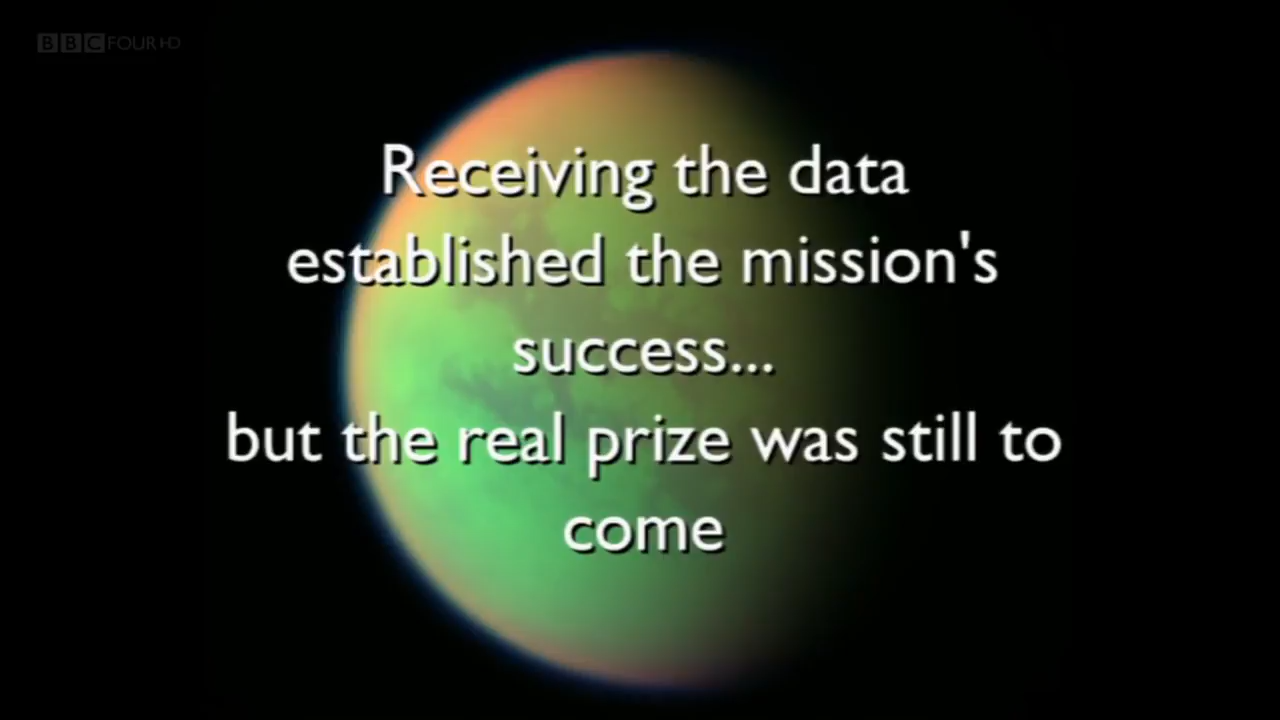 BBC FOUR HD
Receiving the data
established the mission's
success...
but the real prize was still to
come